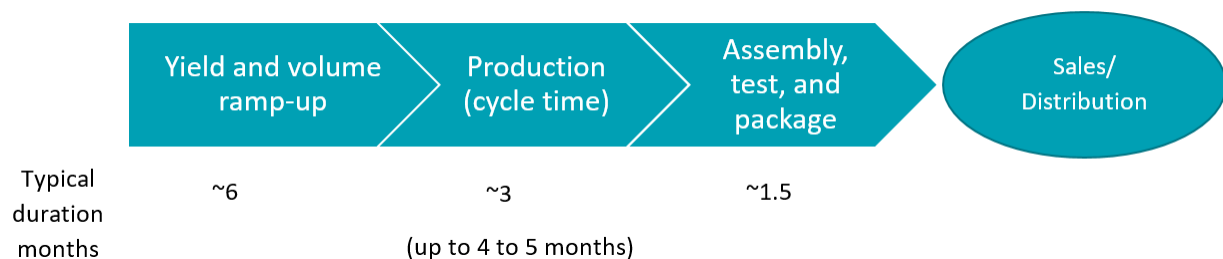 Yield and volume
ramp-up
Production
(cycle time)
Assembly,
test, and
package
Sales/
Distribution
Typical
duration
months
~6
~3
~1.5
(up to 4 to 5 months)